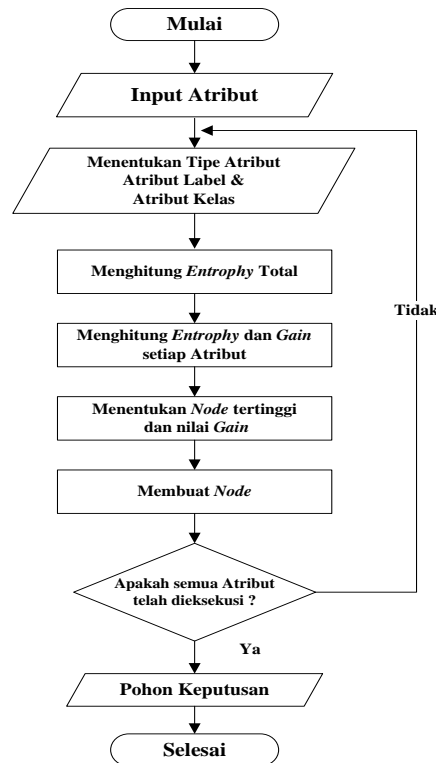 Mulai
Input Atribut
Menentukan Tipe Atribut
Atribut Label &
Atribut Kelas
Menghitung Entrophy Total
Tidak
Menghitung Entrophy dan Gain
setiap Atribut
Menentukan Node tertinggi
dan nilai Gain
Membuat Node
Apakah semua Atribut
telah dieksekusi ?
Ya
Pohon Keputusan
Selesai